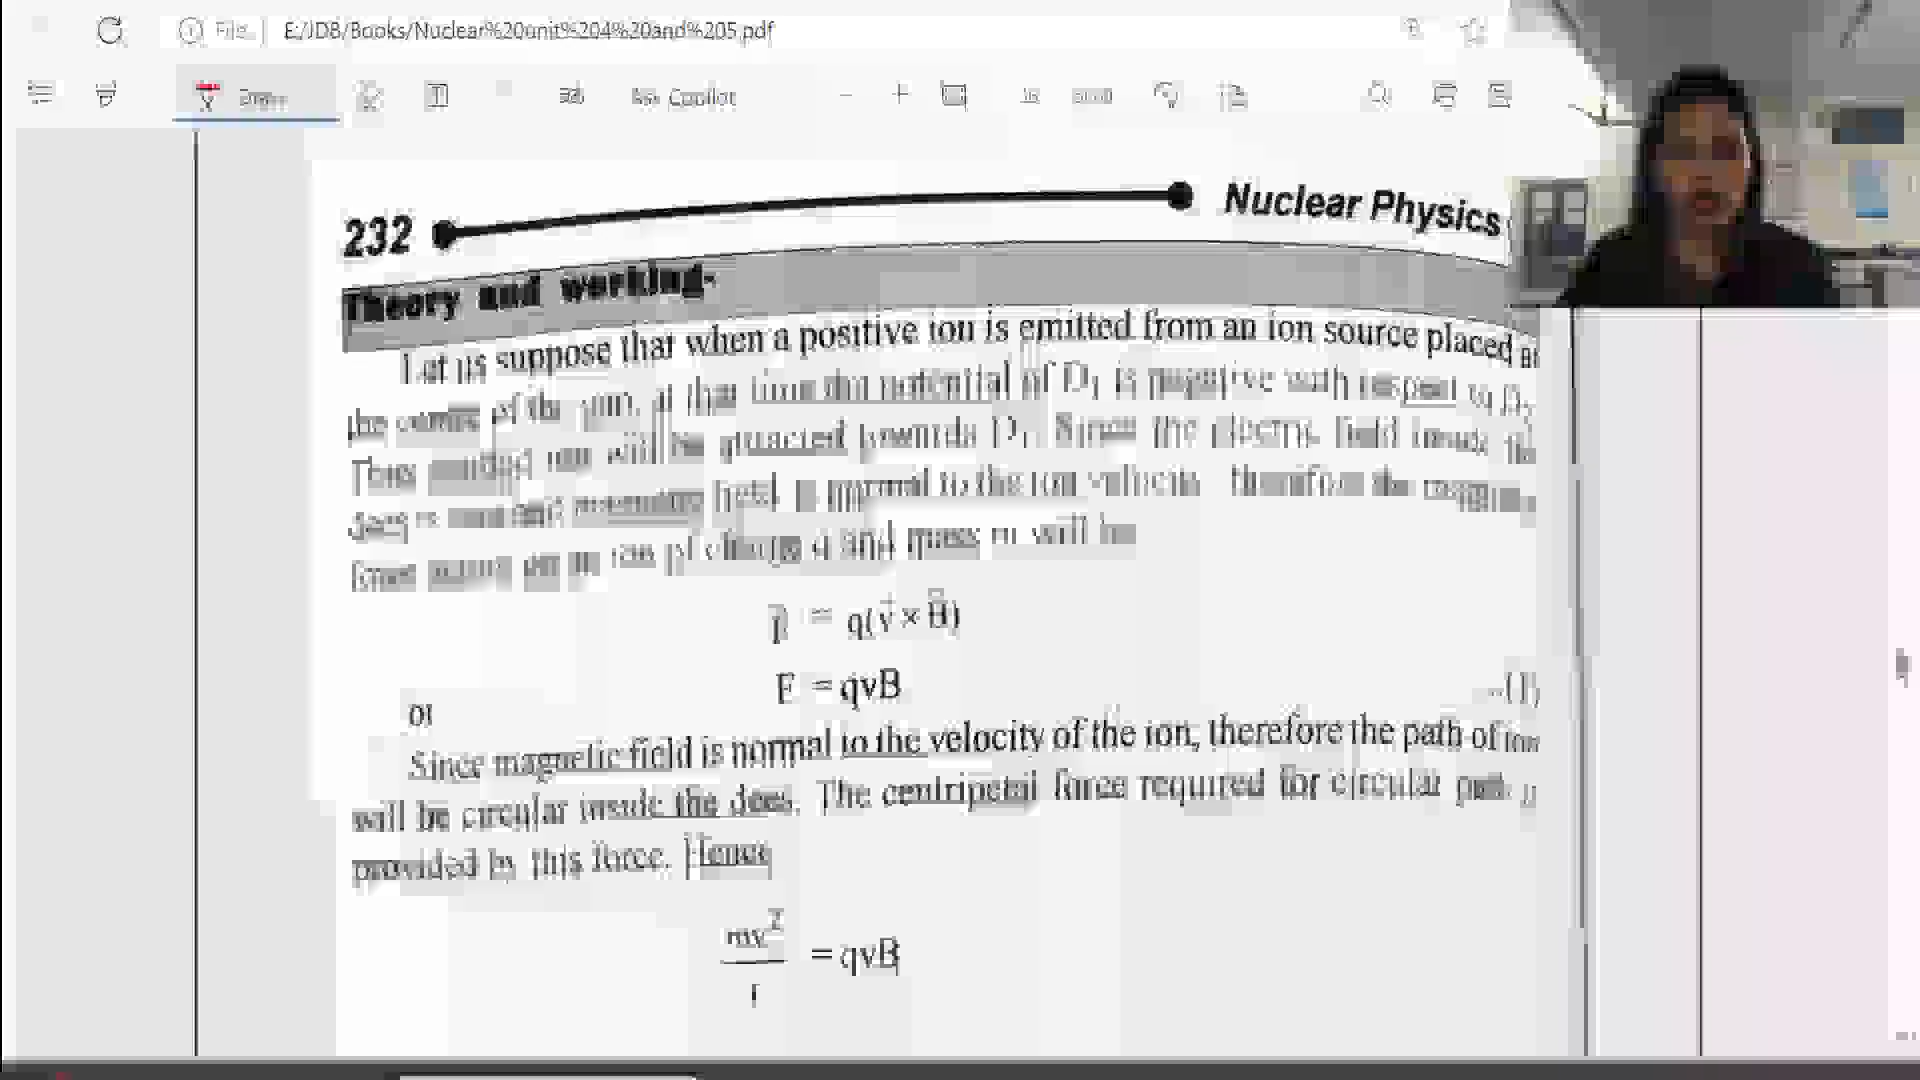 File E:/JDB/Books/Nuclear%20unit%204%20and%205.pdf
Draw Ask Copilot
232 Nuclear Physics
Theory and working-
Let us suppose that when a positive ion is emitted from an ion source placed at
the of the at that time the potential of D₁ is negative with respect to D₂
Thus emitted ion will be attracted towards D₁. Since the electric field inside the
dees is and magnetic field is normal to the ion velocity therefore the magnetic
force acting on an ion of charge q and mass m will be
= q(v⃗ × B⃗)
or F = qvB ...(1)
Since magnetic field is normal to the velocity of the ion, therefore the path of ion
will be circular inside the dees. The centripetal force required for circular path is
provided by this force. Hence
mv²/r = qvB